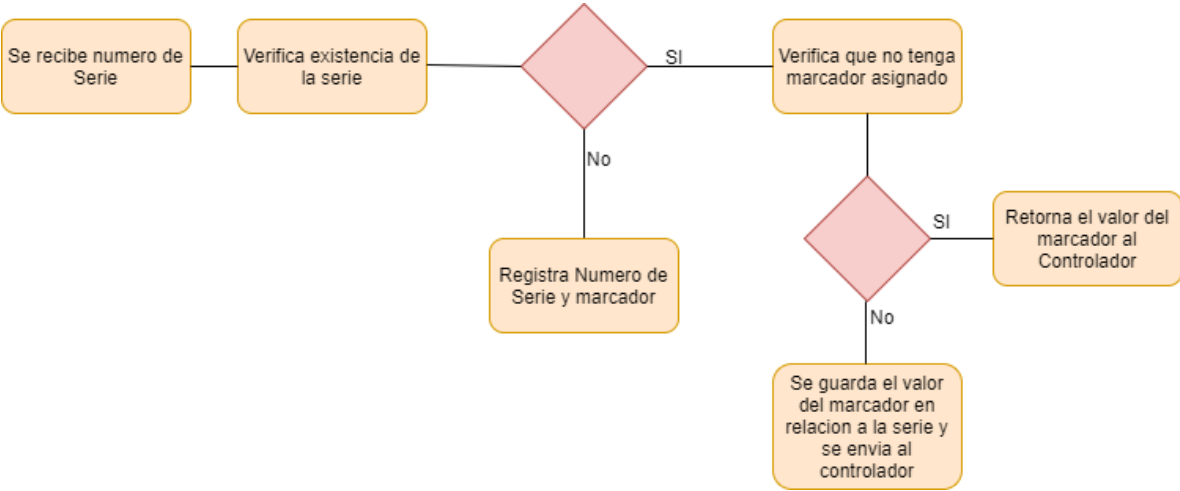 Se recibe numero de
Serie
Verifica existencia de
la serie
SI
Verifica que no tenga
marcador asignado
No
Registra Numero de
Serie y marcador
SI
Retorna el valor del
marcador al
Controlador
No
Se guarda el valor
del marcador en
relacion a la serie y
se envia al
controlador